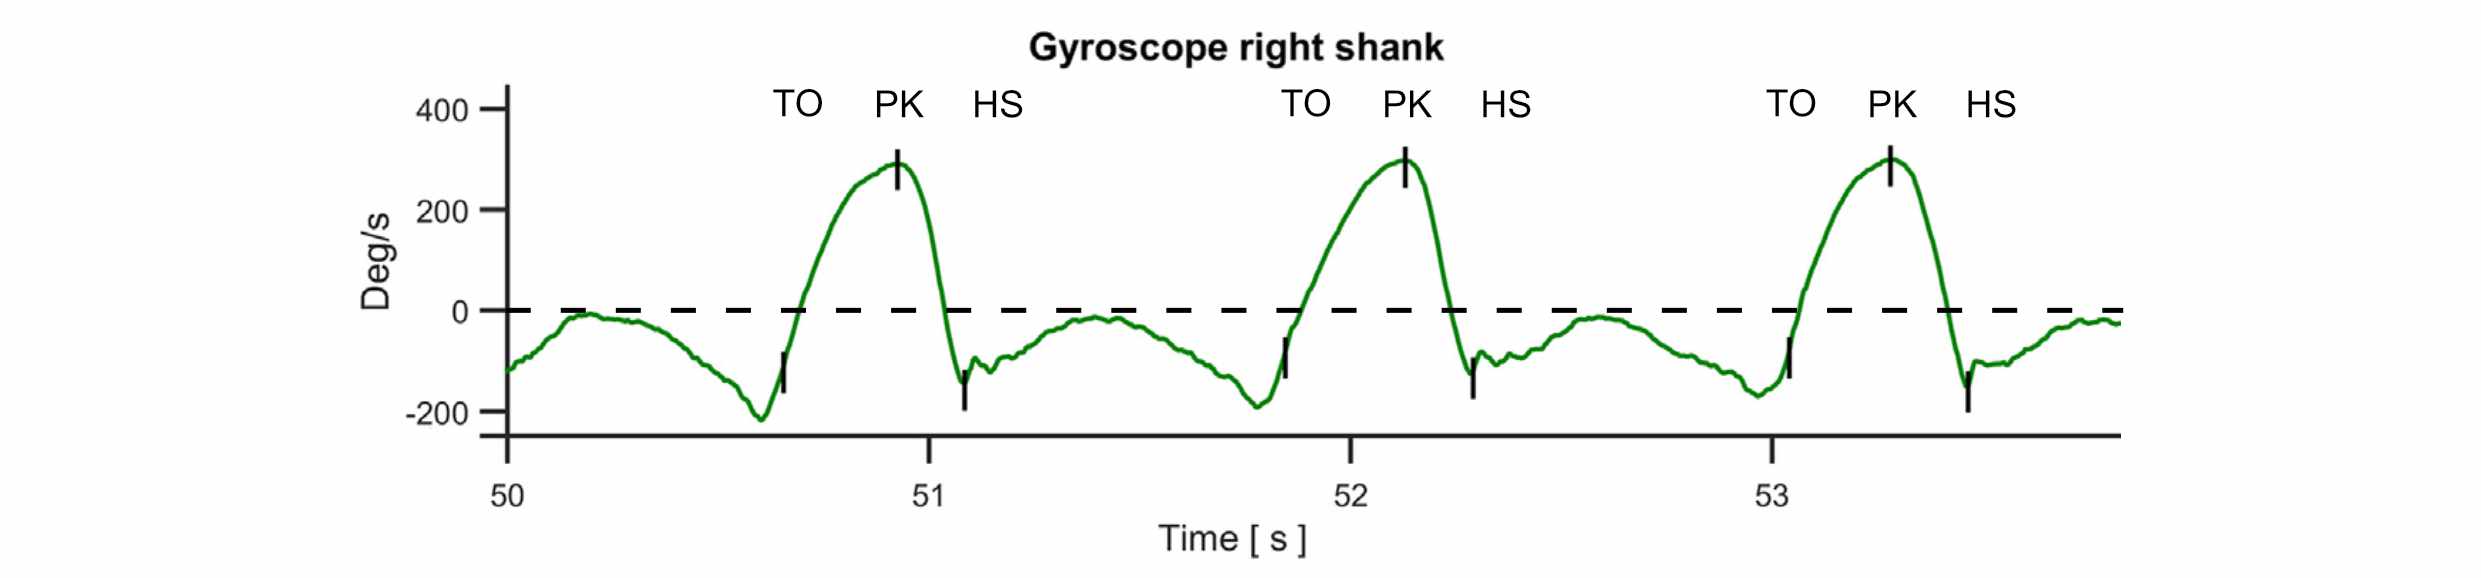 Gyroscope right shank
TO PK HS TO PK HS TO PK HS
400
200
0
-200
Deg/s
50 51 52 53
Time [ s ]